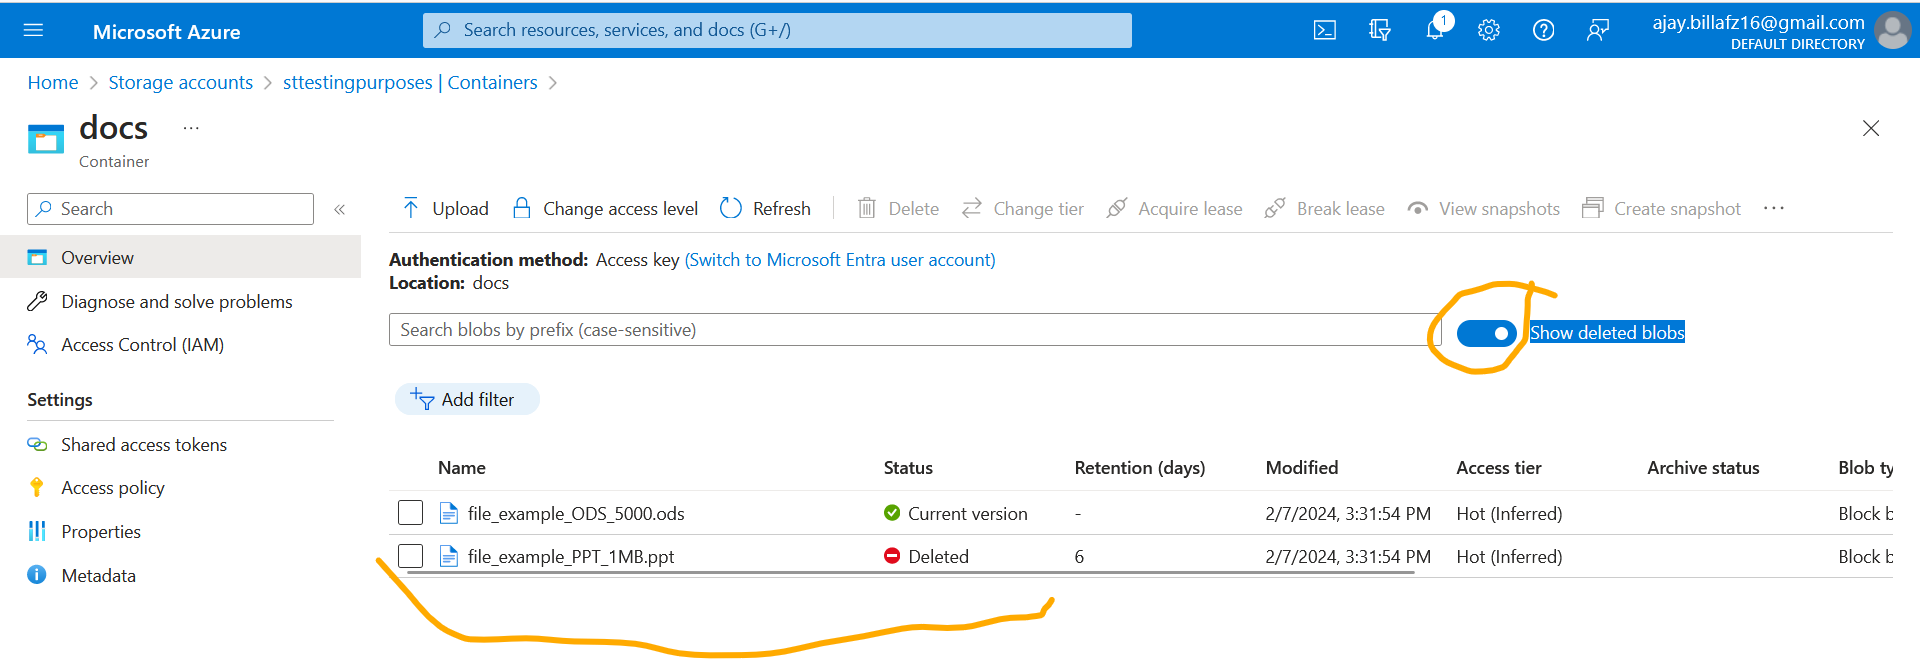 Microsoft Azure
Search resources, services, and docs (G+/)
1
ajay.billafz16@gmail.com
DEFAULT DIRECTORY
Home > Storage accounts > sttestingpurposes | Containers >
docs ...
Container
Search «
Upload Change access level Refresh Delete Change tier Acquire lease Break lease View snapshots Create snapshot ...
Overview
Diagnose and solve problems
Access Control (IAM)
Settings
Shared access tokens
Access policy
Properties
Metadata
Authentication method: Access key (Switch to Microsoft Entra user account)
Location: docs
Search blobs by prefix (case-sensitive)
Show deleted blobs
Add filter
Name Status Retention (days) Modified Access tier Archive status Blob ty
file_example_ODS_5000.ods Current version - 2/7/2024, 3:31:54 PM Hot (Inferred) Block b
file_example_PPT_1MB.ppt Deleted 6 2/7/2024, 3:31:54 PM Hot (Inferred) Block b